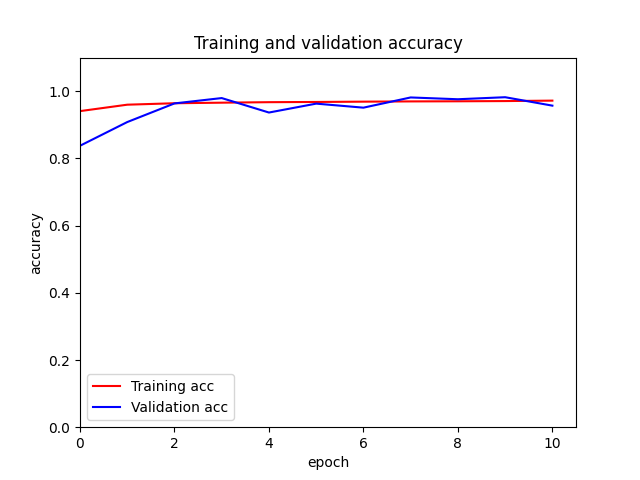 Training and validation accuracy
accuracy
1.0
0.8
0.6
0.4
0.2
0.0
Training acc
Validation acc
0 2 4 6 8 10
epoch